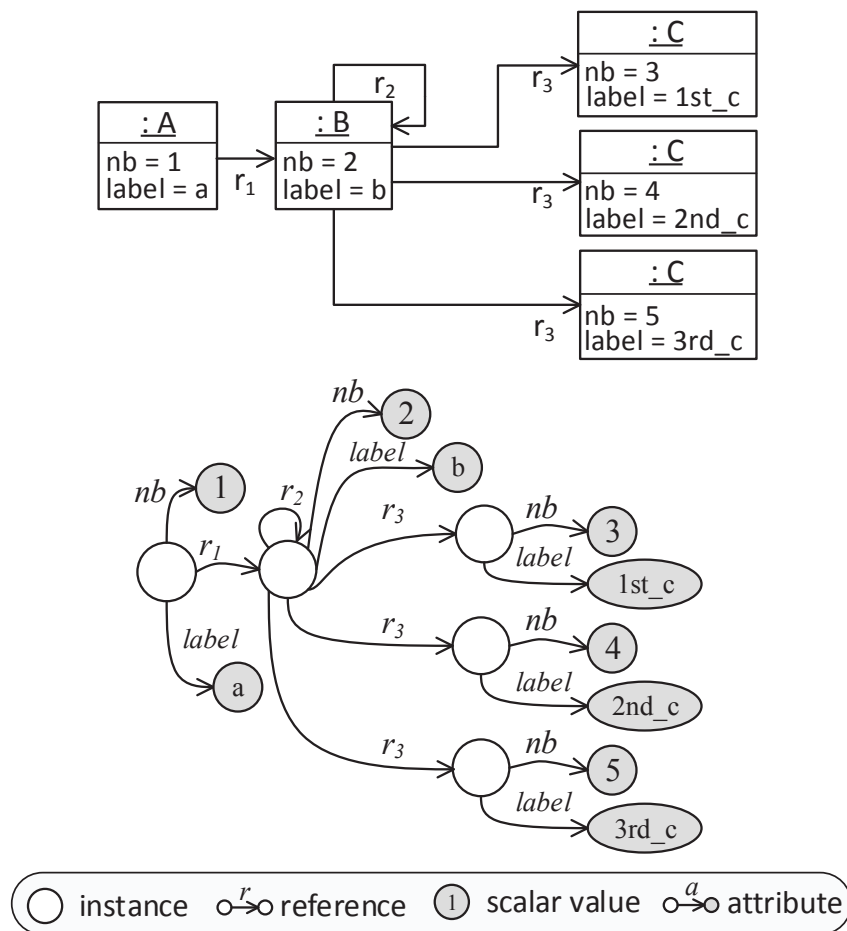 : C
nb = 3
label = 1st_c
r2
r3
: A
nb = 1
label = a
r1
: B
nb = 2
label = b
: C
nb = 4
label = 2nd_c
r3
: C
nb = 5
label = 3rd_c
r3
nb
2
label
b
nb
1
r2
r3
nb
3
r1
label
1st_c
label
a
r3
nb
4
label
2nd_c
r3
nb
5
label
3rd_c
instance
r
reference
1
scalar value
a
attribute